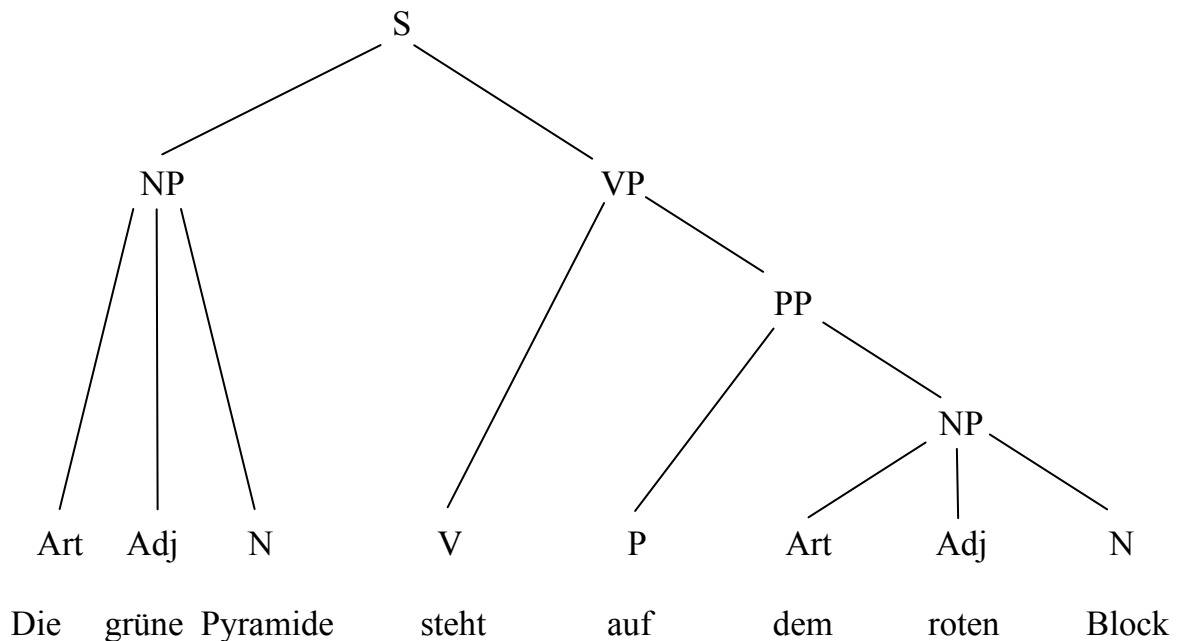 S
NP VP
PP
NP
Art Adj N V P Art Adj N
Die grüne Pyramide steht auf dem roten Block